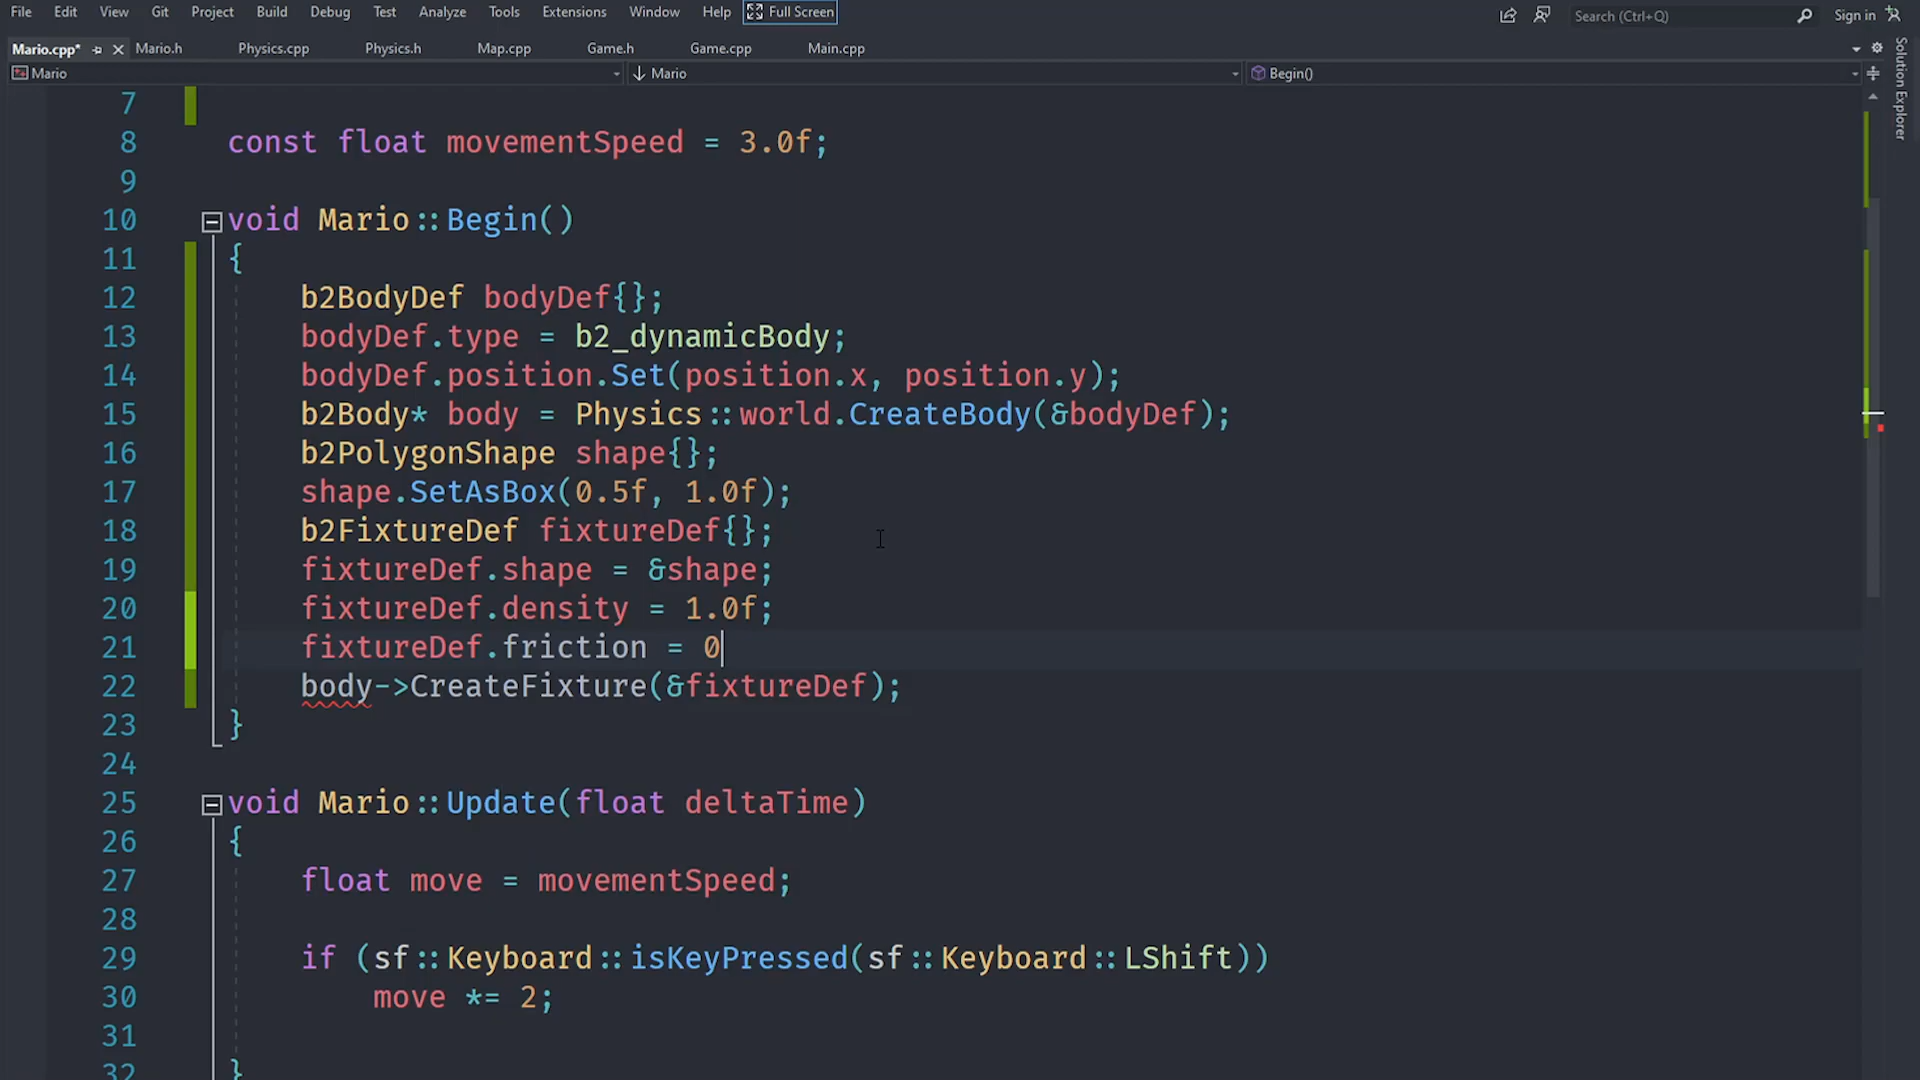 File Edit View Git Project Build Debug Test Analyze Tools Extensions Window Help Full Screen Search (Ctrl+Q) Sign in
Mario.cpp* Mario.h Physics.cpp Physics.h Map.cpp Game.h Game.cpp Main.cpp
Mario Mario Begin()
Solution Explorer
7
8 const float movementSpeed = 3.0f;
9
10 void Mario::Begin()
11 {
12 b2BodyDef bodyDef{};
13 bodyDef.type = b2_dynamicBody;
14 bodyDef.position.Set(position.x, position.y);
15 b2Body* body = Physics::world.CreateBody(&bodyDef);
16 b2PolygonShape shape{};
17 shape.SetAsBox(0.5f, 1.0f);
18 b2FixtureDef fixtureDef{};
19 fixtureDef.shape = &shape;
20 fixtureDef.density = 1.0f;
21 fixtureDef.friction = 0
22 body->CreateFixture(&fixtureDef);
23 }
24
25 void Mario::Update(float deltaTime)
26 {
27 float move = movementSpeed;
28
29 if (sf::Keyboard::isKeyPressed(sf::Keyboard::LShift))
30 move *= 2;
31
32 }